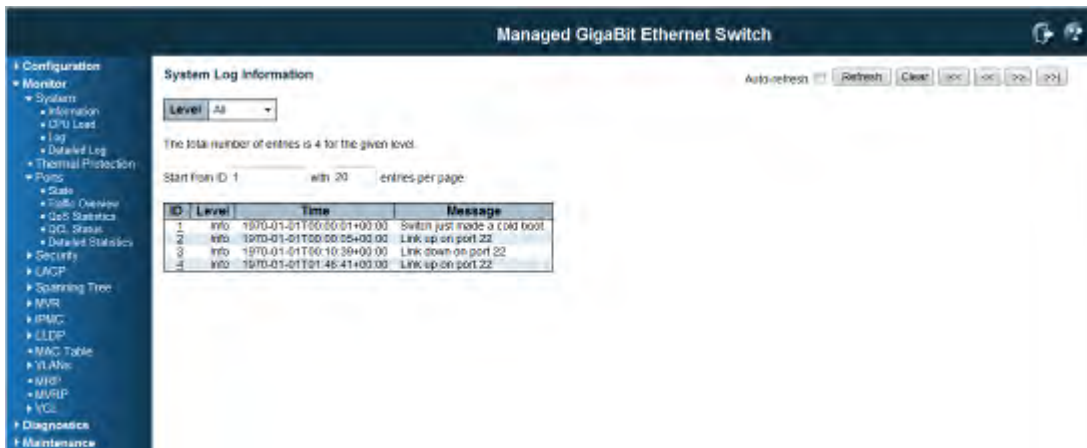 Managed GigaBit Ethernet Switch
Configuration
Monitor
System
Information
CPU Load
Log
Detailed Log
Thermal Protection
Ports
State
Traffic Overview
QoS Statistics
QCL Status
Detailed Statistics
Security
LACP
Spanning Tree
MVR
IPMC
LLDP
MAC Table
VLANs
MRP
MVRP
VCL
Diagnostics
Maintenance
System Log Information
Auto-refresh Refresh Clear |<< << >> >>|
Level All
The total number of entries is 4 for the given level.
Start from ID 1 with 20 entries per page.
ID Level Time Message
1 Info 1970-01-01T00:00:01+00:00 Switch just made a cold boot.
2 Info 1970-01-01T00:00:05+00:00 Link up on port 22
3 Info 1970-01-01T00:10:39+00:00 Link down on port 22
4 Info 1970-01-01T01:46:41+00:00 Link up on port 22